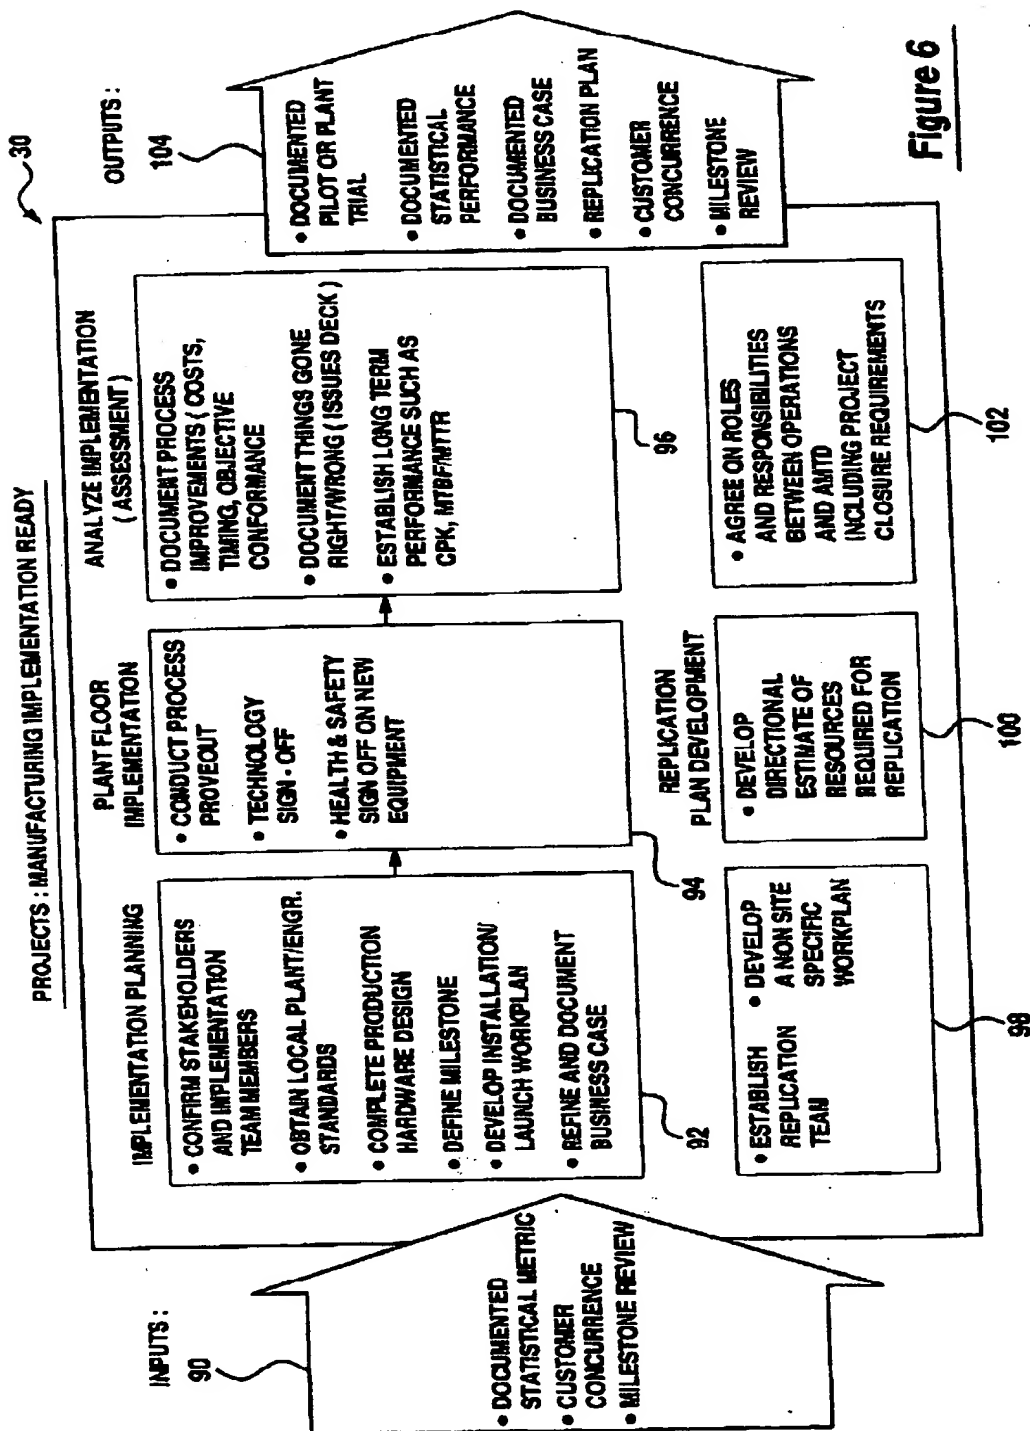 PROJECTS : MANUFACTURING IMPLEMENTATION READY
30
INPUTS :
90
• DOCUMENTED
STATISTICAL METRIC
• CUSTOMER
CONCURRENCE
• MILESTONE REVIEW
IMPLEMENTATION PLANNING
• CONFIRM STAKEHOLDERS
AND IMPLEMENTATION
TEAM MEMBERS
• OBTAIN LOCAL PLANT/ENGR.
STANDARDS
• COMPLETE PRODUCTION
HARDWARE DESIGN
• DEFINE MILESTONE
• DEVELOP INSTALLATION/
LAUNCH WORKPLAN
• REFINE AND DOCUMENT
BUSINESS CASE
92
PLANT FLOOR
IMPLEMENTATION
• CONDUCT PROCESS
PROVEOUT
• TECHNOLOGY
SIGN - OFF
• HEALTH & SAFETY
SIGN OFF ON NEW
EQUIPMENT
94
ANALYZE IMPLEMENTATION
( ASSESSMENT )
• DOCUMENT PROCESS
IMPROVEMENTS ( COSTS,
TIMING, OBJECTIVE
CONFORMANCE
• DOCUMENT THINGS GONE
RIGHT/WRONG ( ISSUES DECK )
• ESTABLISH LONG TERM
PERFORMANCE SUCH AS
CPK, MTBF/MTTR
96
REPLICATION
PLAN DEVELOPMENT
• ESTABLISH
REPLICATION
TEAM
• DEVELOP
A NON SITE
SPECIFIC
WORKPLAN
98
• DEVELOP
DIRECTIONAL
ESTIMATE OF
RESOURCES
REQUIRED FOR
REPLICATION
100
• AGREE ON ROLES
AND RESPONSIBILITIES
BETWEEN OPERATIONS
AND AMTD
INCLUDING PROJECT
CLOSURE REQUIREMENTS
102
OUTPUTS :
104
• DOCUMENTED
PILOT OR PLANT
TRIAL
• DOCUMENTED
STATISTICAL
PERFORMANCE
• DOCUMENTED
BUSINESS CASE
• REPLICATION PLAN
• CUSTOMER
CONCURRENCE
• MILESTONE
REVIEW
Figure 6